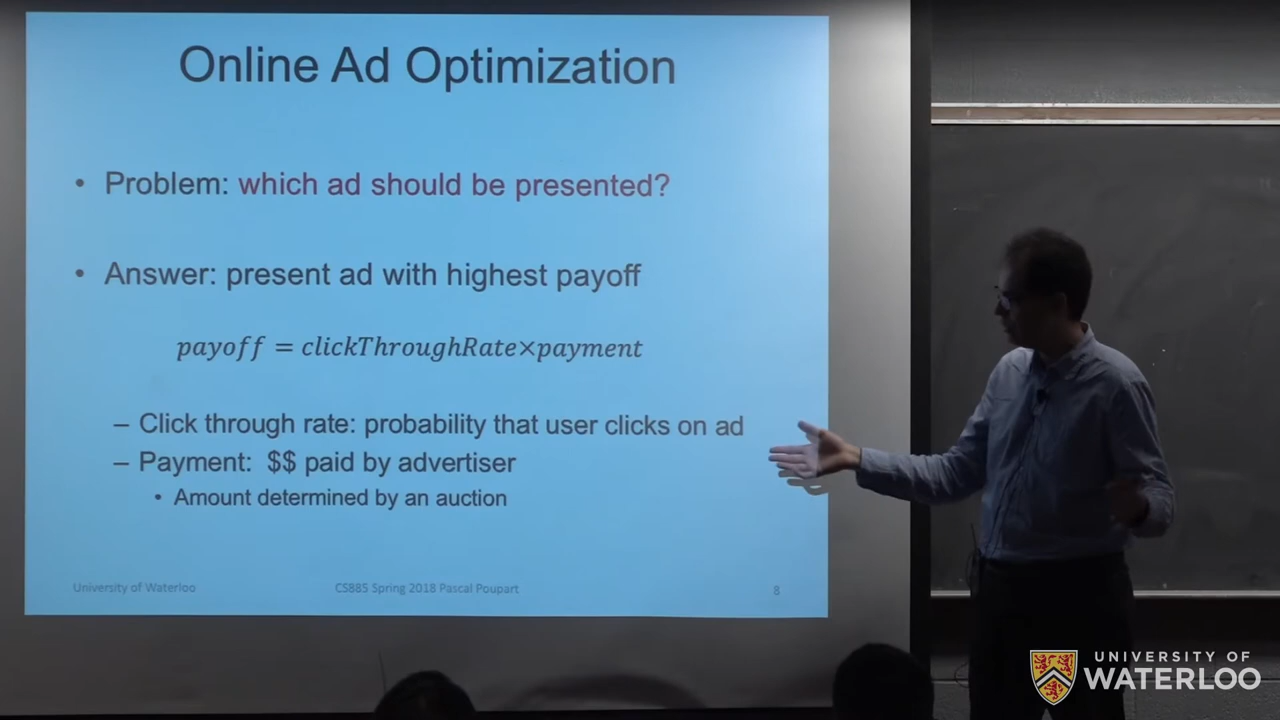 Online Ad Optimization
• Problem: which ad should be presented?
• Answer: present ad with highest payoff
payoff = clickThroughRate×payment
– Click through rate: probability that user clicks on ad
– Payment: $$ paid by advertiser
• Amount determined by an auction
University of Waterloo
CS885 Spring 2018 Pascal Poupart
8
UNIVERSITY OF
WATERLOO